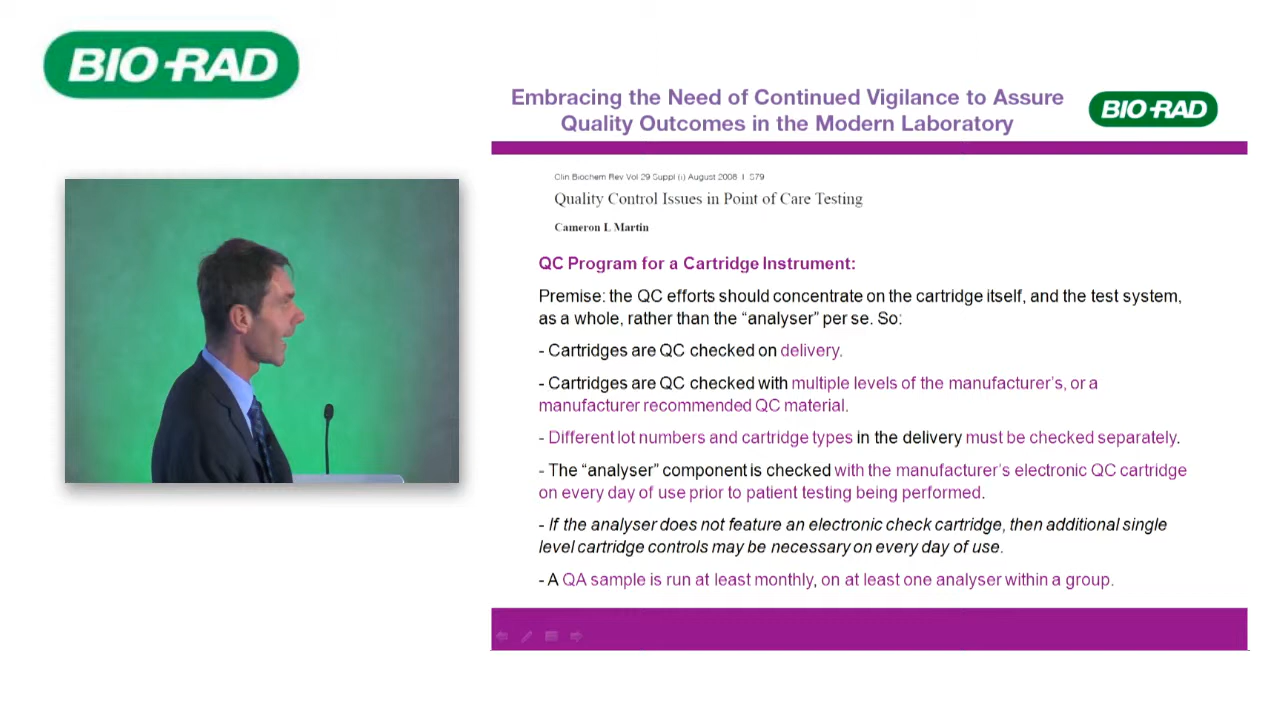 BIO-RAD
Embracing the Need of Continued Vigilance to Assure
Quality Outcomes in the Modern Laboratory
BIO-RAD
Clin Biochem Rev Vol 29 Suppl (i) August 2008 I S79
Quality Control Issues in Point of Care Testing
Cameron L Martin
QC Program for a Cartridge Instrument:
Premise: the QC efforts should concentrate on the cartridge itself, and the test system,
as a whole, rather than the “analyser” per se. So:
- Cartridges are QC checked on delivery.
- Cartridges are QC checked with multiple levels of the manufacturer’s, or a
manufacturer recommended QC material.
- Different lot numbers and cartridge types in the delivery must be checked separately.
- The “analyser” component is checked with the manufacturer’s electronic QC cartridge
on every day of use prior to patient testing being performed.
- If the analyser does not feature an electronic check cartridge, then additional single
level cartridge controls may be necessary on every day of use.
- A QA sample is run at least monthly, on at least one analyser within a group.